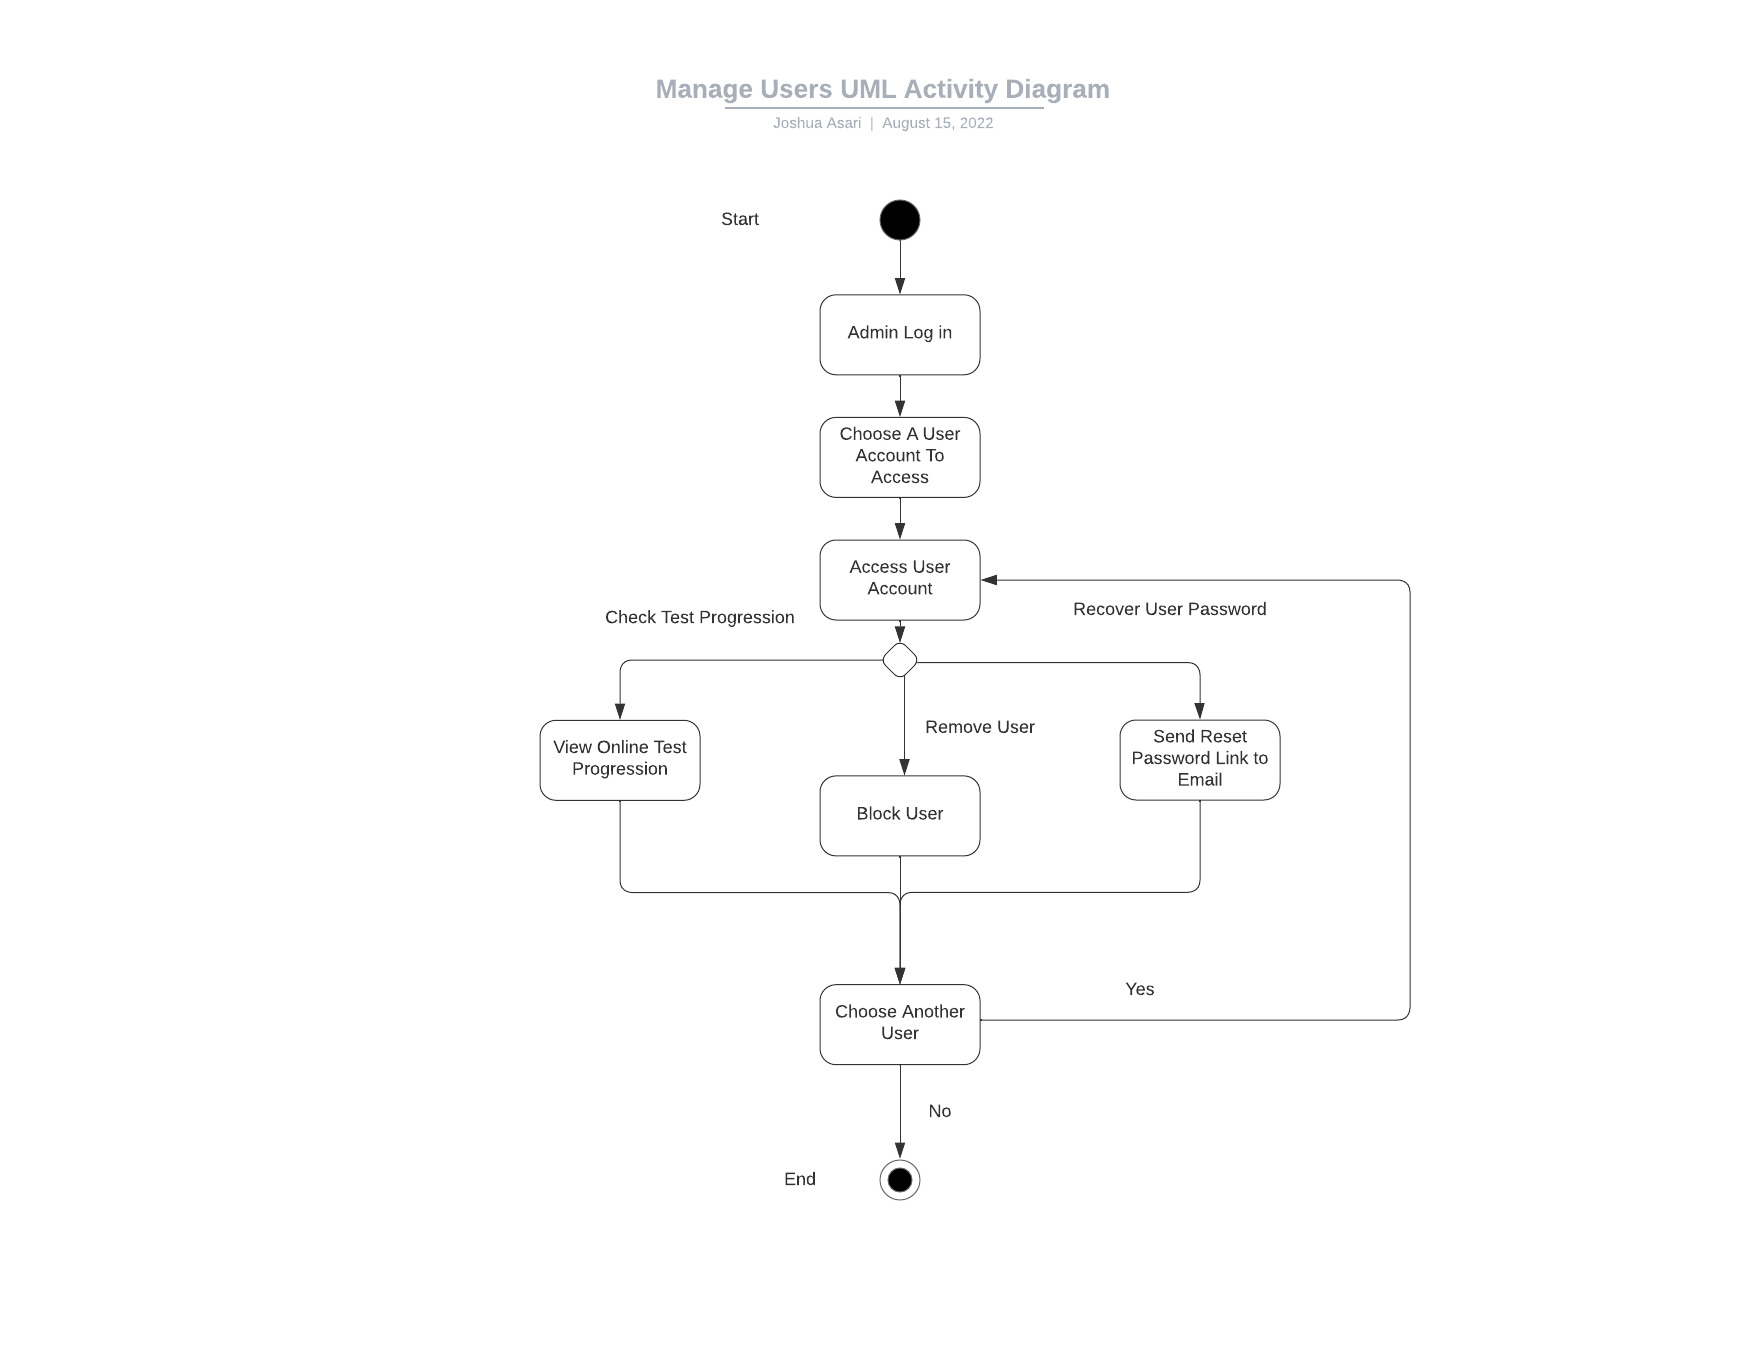 Manage Users UML Activity Diagram
Joshua Asari | August 15, 2022
Start
Admin Log in
Choose A User
Account To
Access
Access User
Account
Check Test Progression
Recover User Password
View Online Test
Progression
Remove User
Send Reset
Password Link to
Email
Block User
Yes
Choose Another
User
No
End